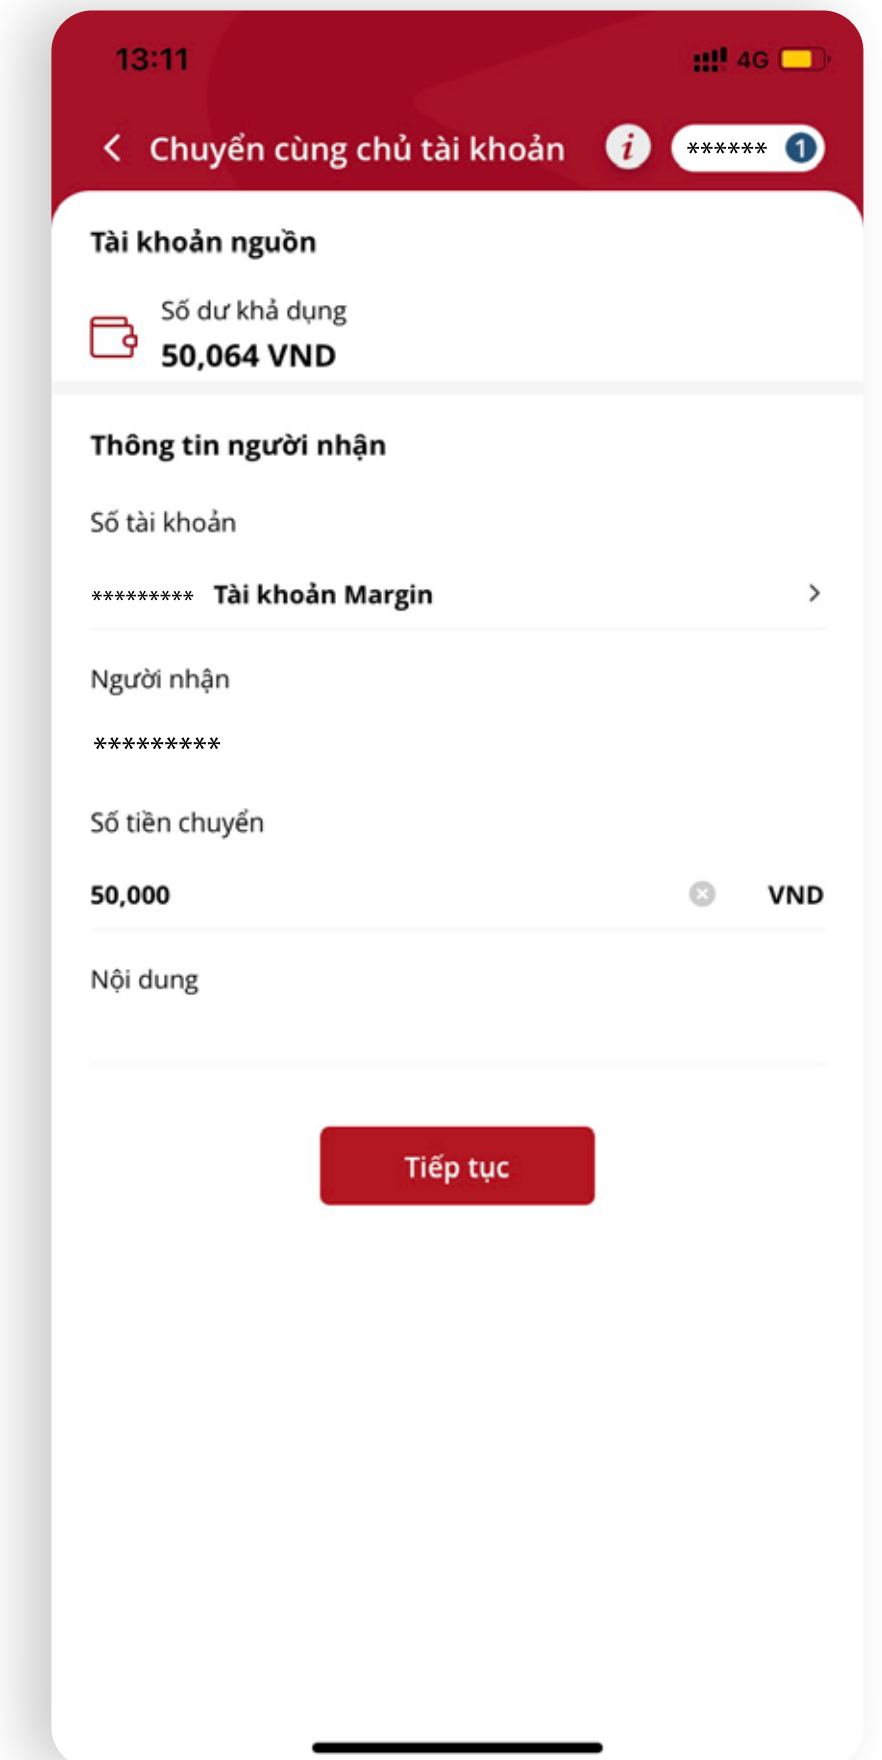 13:11 4G
Chuyển cùng chủ tài khoản i ****** 1
Tài khoản nguồn
Số dư khả dụng
50,064 VND
Thông tin người nhận
Số tài khoản
********* Tài khoản Margin
Người nhận
*********
Số tiền chuyển
50,000 VND
Nội dung
Tiếp tục